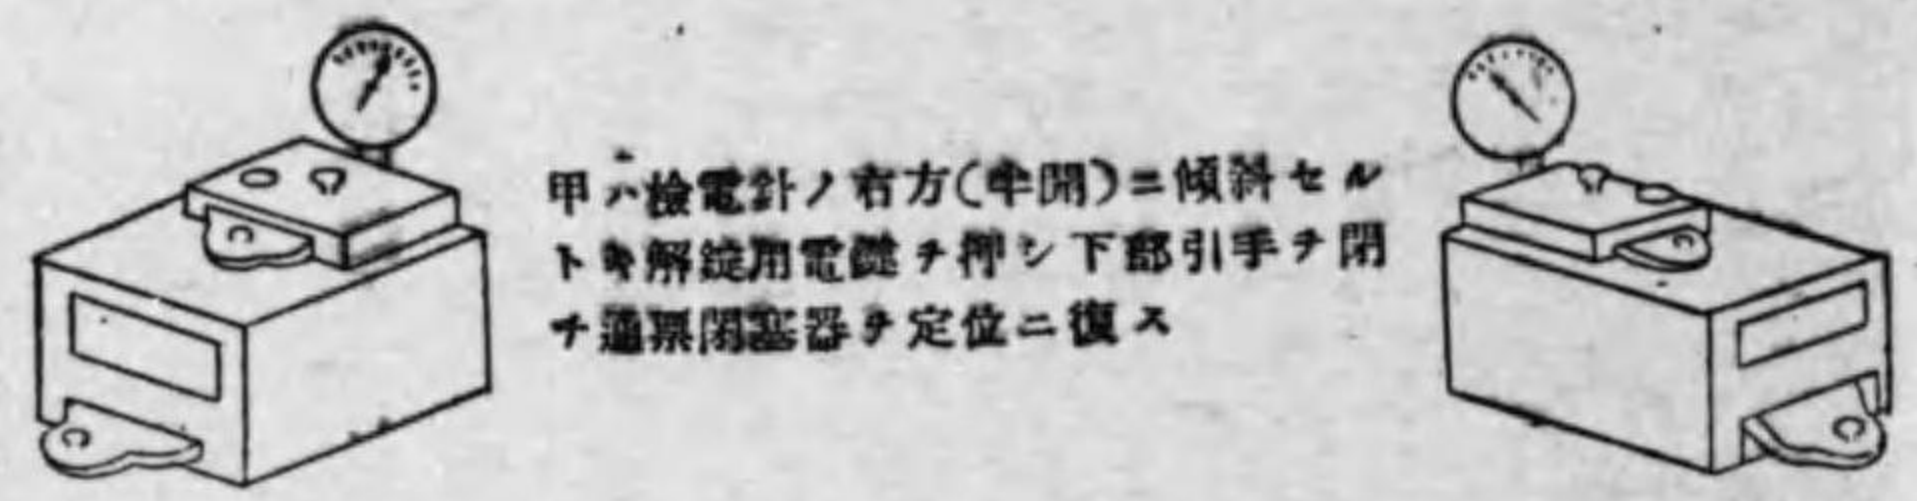 甲ハ檢電針ノ右方(半開)ニ傾斜セル
トキ解錠用電鍵ヲ押シ下部引手ヲ閉
ヂ通票閉塞器ヲ定位ニ復ス